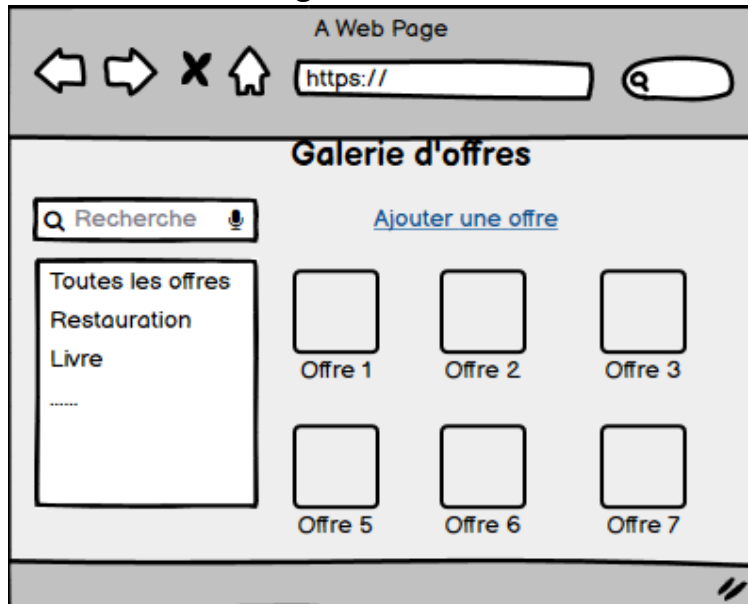 A Web Page
https://
Galerie d'offres
Recherche
Ajouter une offre
Toutes les offres
Restauration
Livre
......
Offre 1
Offre 2
Offre 3
Offre 5
Offre 6
Offre 7